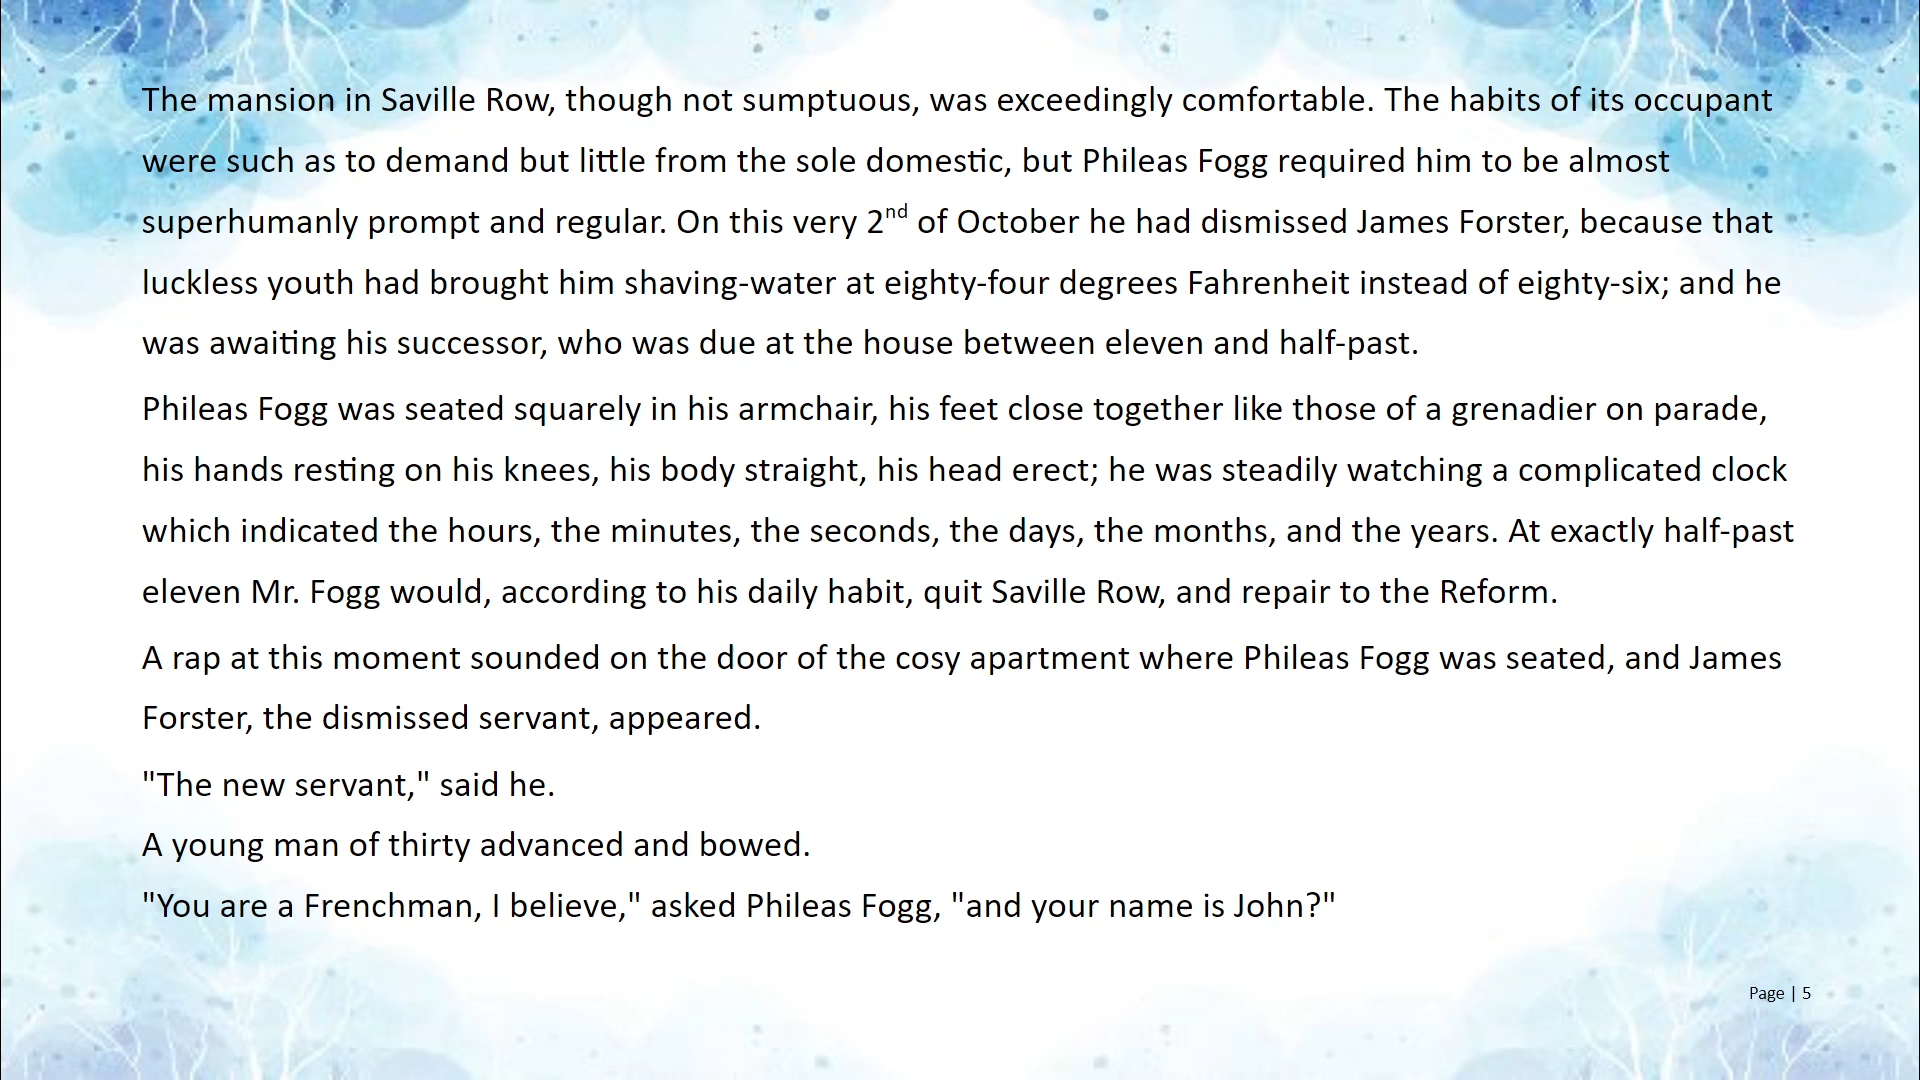 The mansion in Saville Row, though not sumptuous, was exceedingly comfortable. The habits of its occupant
were such as to demand but little from the sole domestic, but Phileas Fogg required him to be almost
superhumanly prompt and regular. On this very 2nd of October he had dismissed James Forster, because that
luckless youth had brought him shaving-water at eighty-four degrees Fahrenheit instead of eighty-six; and he
was awaiting his successor, who was due at the house between eleven and half-past.
Phileas Fogg was seated squarely in his armchair, his feet close together like those of a grenadier on parade,
his hands resting on his knees, his body straight, his head erect; he was steadily watching a complicated clock
which indicated the hours, the minutes, the seconds, the days, the months, and the years. At exactly half-past
eleven Mr. Fogg would, according to his daily habit, quit Saville Row, and repair to the Reform.
A rap at this moment sounded on the door of the cosy apartment where Phileas Fogg was seated, and James
Forster, the dismissed servant, appeared.
"The new servant," said he.
A young man of thirty advanced and bowed.
"You are a Frenchman, I believe," asked Phileas Fogg, "and your name is John?"
Page | 5